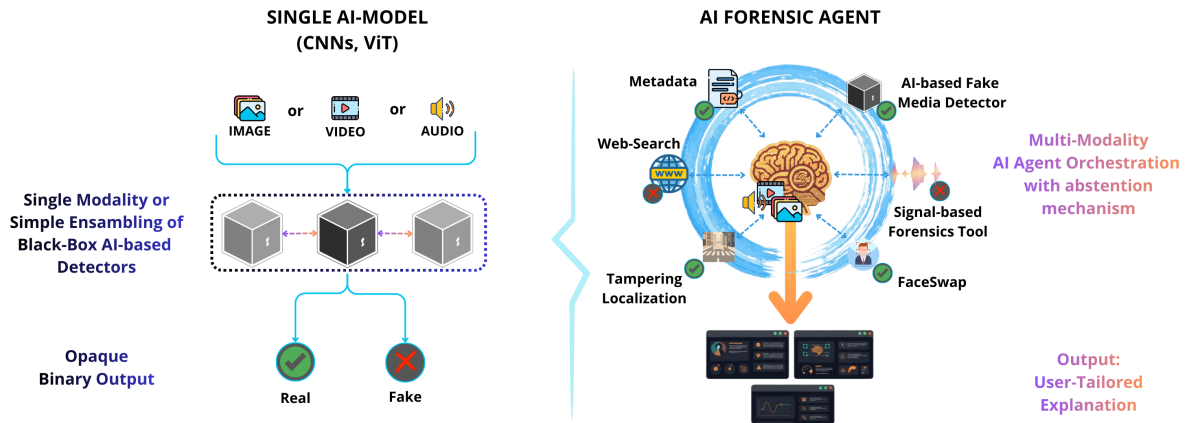 SINGLE AI-MODEL
(CNNs, ViT)
IMAGE
or
VIDEO
or
AUDIO
Single Modality or
Simple Ensambling of
Black-Box AI-based
Detectors
Opaque
Binary Output
Real
Fake
AI FORENSIC AGENT
Metadata
AI-based Fake
Media Detector
Web-Search
WWW
Signal-based
Forensics Tool
Tampering
Localization
FaceSwap
Multi-Modality
AI Agent Orchestration
with abstention
mechanism
Output:
User-Tailored
Explanation